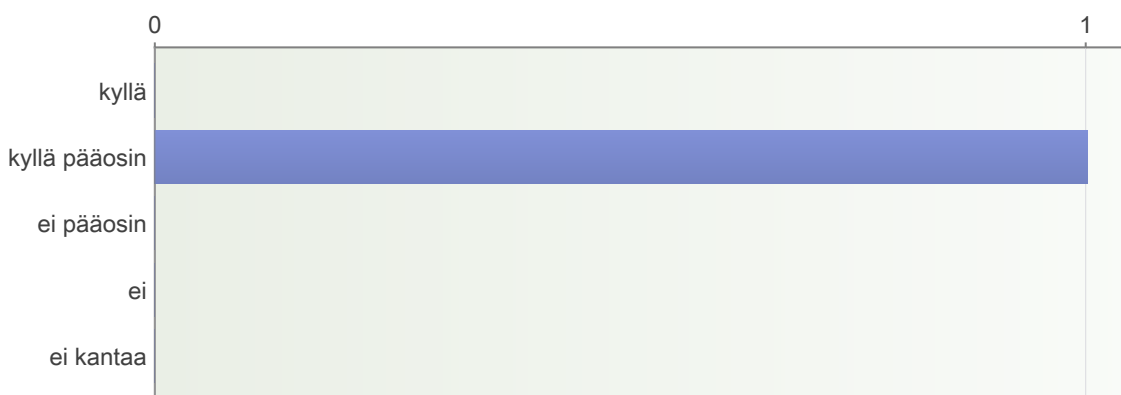 0 1
kyllä
kyllä pääosin
ei pääosin
ei
ei kantaa